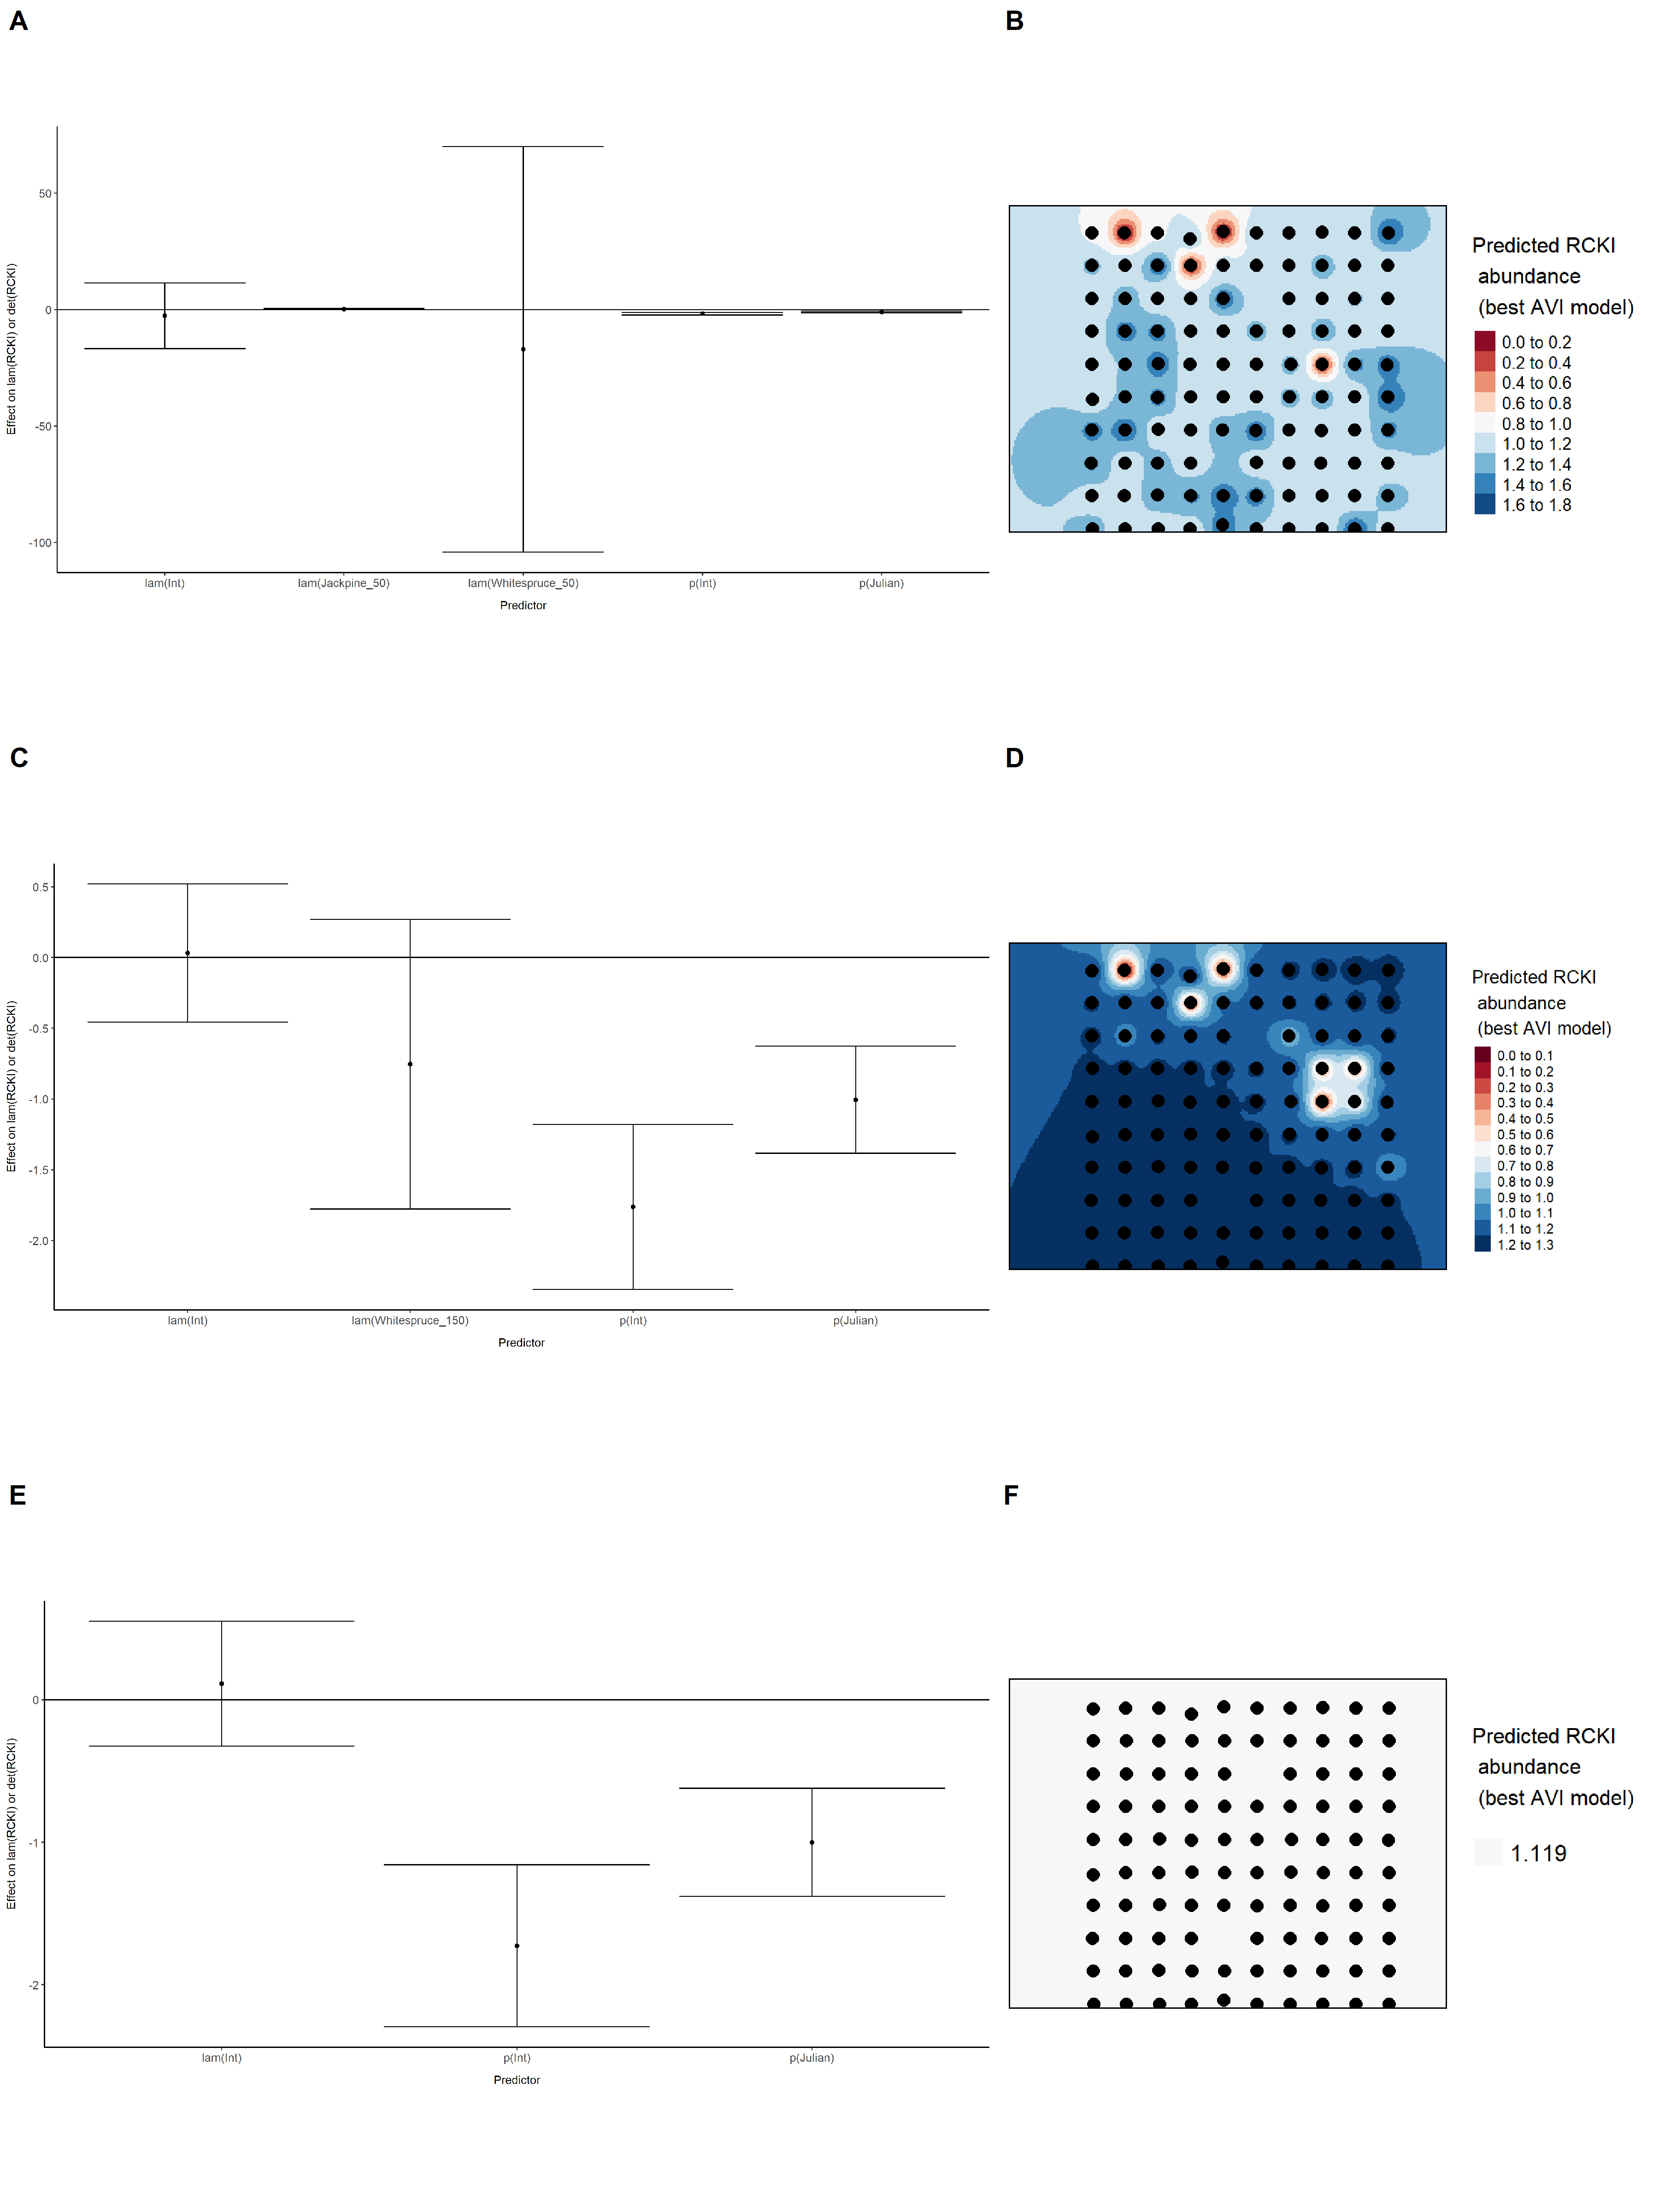 A
B
50
0
-50
-100
Effect on lam(RCKI) or det(RCKI)
lam(Int)
lam(Jackpine_50)
lam(Whitespruce_50)
p(Int)
p(Julian)
Predictor
Predicted RCKI
abundance
(best AVI model)
0.0 to 0.2
0.2 to 0.4
0.4 to 0.6
0.6 to 0.8
0.8 to 1.0
1.0 to 1.2
1.2 to 1.4
1.4 to 1.6
1.6 to 1.8
C
D
0.5
0.0
-0.5
-1.0
-1.5
-2.0
Effect on lam(RCKI) or det(RCKI)
lam(Int)
lam(Whitespruce_150)
p(Int)
p(Julian)
Predictor
Predicted RCKI
abundance
(best AVI model)
0.0 to 0.1
0.1 to 0.2
0.2 to 0.3
0.3 to 0.4
0.4 to 0.5
0.5 to 0.6
0.6 to 0.7
0.7 to 0.8
0.8 to 0.9
0.9 to 1.0
1.0 to 1.1
1.1 to 1.2
1.2 to 1.3
E
F
0
-1
-2
Effect on lam(RCKI) or det(RCKI)
lam(Int)
p(Int)
p(Julian)
Predictor
Predicted RCKI
abundance
(best AVI model)
1.119